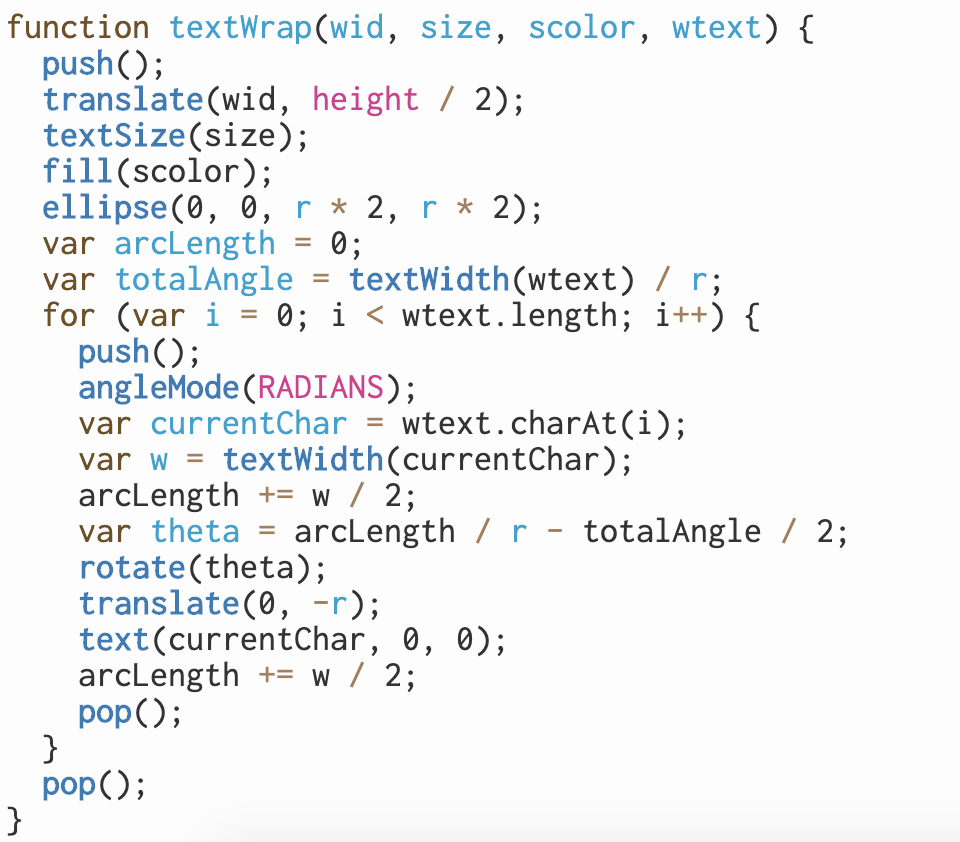 function textWrap(wid, size, scolor, wtext) {
  push();
  translate(wid, height / 2);
  textSize(size);
  fill(scolor);
  ellipse(0, 0, r * 2, r * 2);
  var arcLength = 0;
  var totalAngle = textWidth(wtext) / r;
  for (var i = 0; i < wtext.length; i++) {
    push();
    angleMode(RADIANS);
    var currentChar = wtext.charAt(i);
    var w = textWidth(currentChar);
    arcLength += w / 2;
    var theta = arcLength / r - totalAngle / 2;
    rotate(theta);
    translate(0, -r);
    text(currentChar, 0, 0);
    arcLength += w / 2;
    pop();
  }
  pop();
}